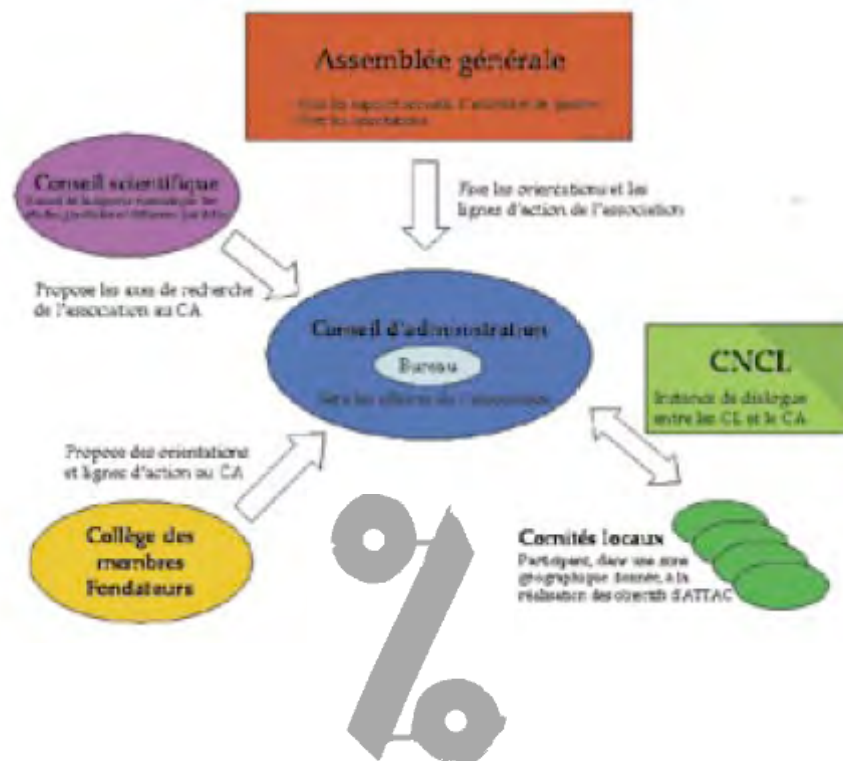 Assemblée générale
Fixe les orientations et les
lignes d'action de l'association
Conseil scientifique
Propose les axes de recherche
de l'association au CA
Conseil d'administration
Bureau
CNCL
Instance de dialogue
entre les CL et le CA
Propose des orientations
et lignes d'action au CA
Collège des
membres
Fondateurs
Comités locaux
Participent, dans une zone
géographique donnée, à la
réalisation des objectif d'ATTAC